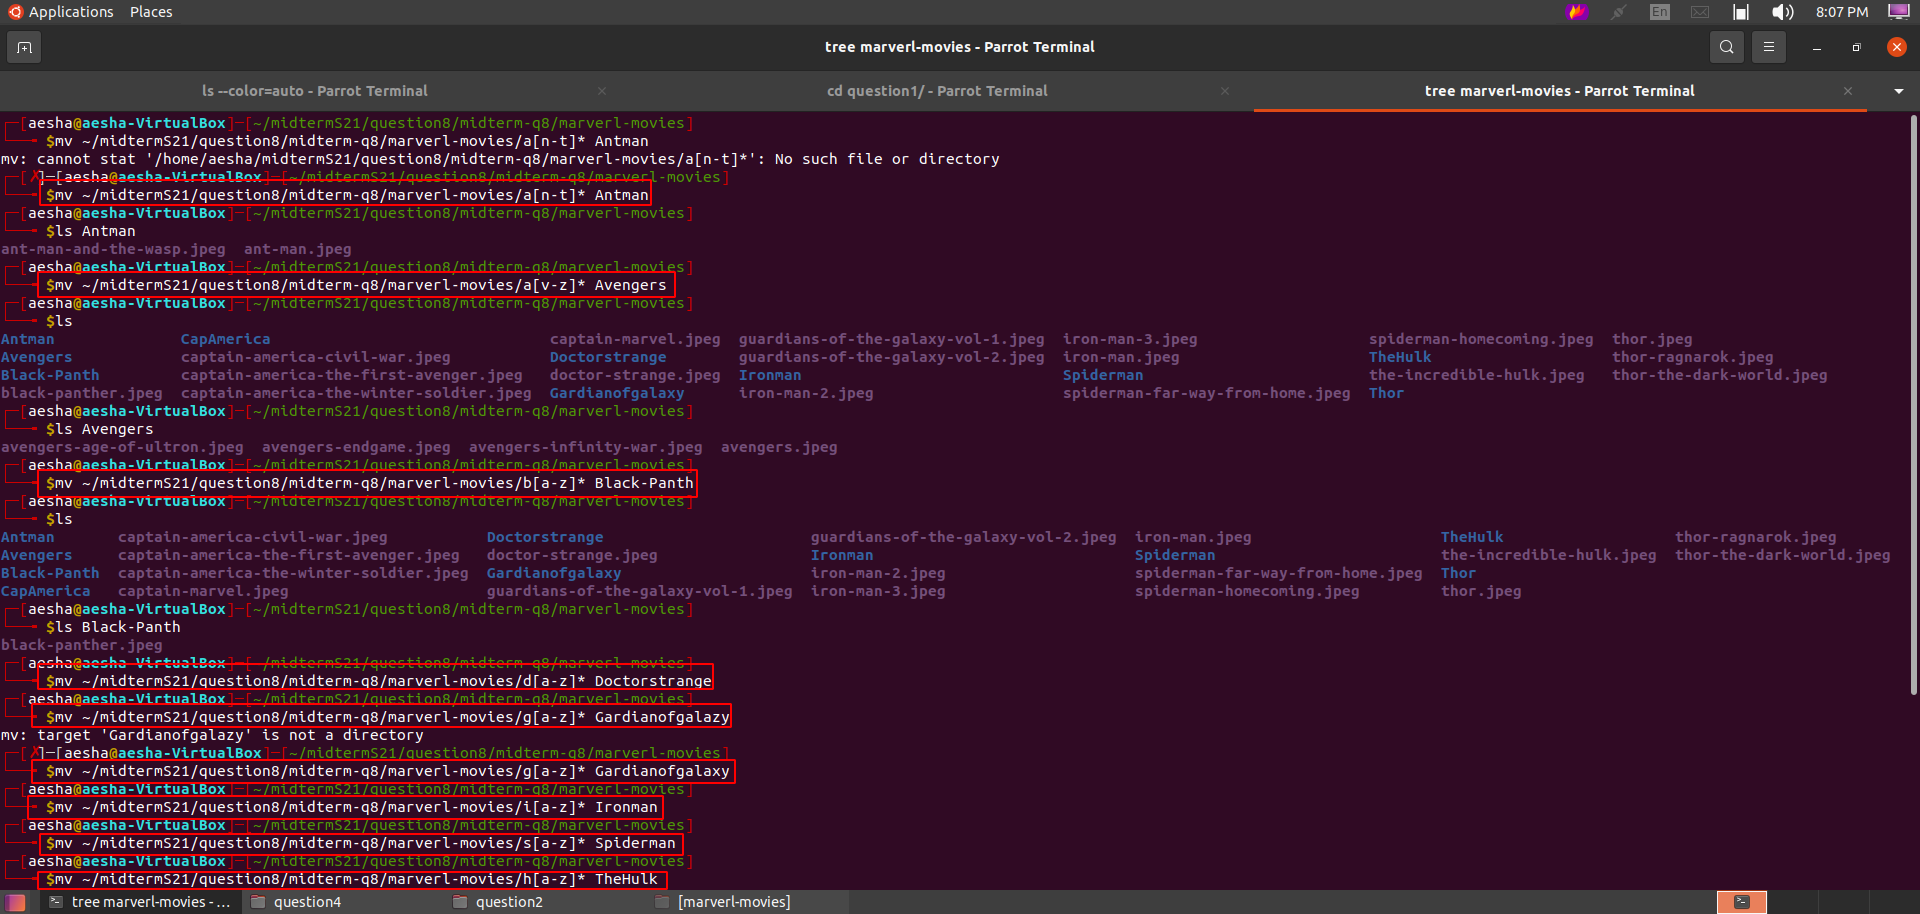 Applications Places En 8:07 PM
tree marverl-movies - Parrot Terminal
ls --color=auto - Parrot Terminal × cd question1/ - Parrot Terminal × tree marverl-movies - Parrot Terminal ×
[aesha@aesha-VirtualBox]-[~/midtermS21/question8/midterm-q8/marverl-movies]
$mv ~/midtermS21/question8/midterm-q8/marverl-movies/a[n-t]* Antman
mv: cannot stat '/home/aesha/midtermS21/question8/midterm-q8/marverl-movies/a[n-t]*': No such file or directory
[✗]-[aesha@aesha-VirtualBox]-[~/midtermS21/question8/midterm-q8/marverl-movies]
$mv ~/midtermS21/question8/midterm-q8/marverl-movies/a[n-t]* Antman
[aesha@aesha-VirtualBox]-[~/midtermS21/question8/midterm-q8/marverl-movies]
$ls Antman
ant-man-and-the-wasp.jpeg ant-man.jpeg
[aesha@aesha-VirtualBox]-[~/midtermS21/question8/midterm-q8/marverl-movies]
$mv ~/midtermS21/question8/midterm-q8/marverl-movies/a[v-z]* Avengers
[aesha@aesha-VirtualBox]-[~/midtermS21/question8/midterm-q8/marverl-movies]
$ls
Antman CapAmerica captain-marvel.jpeg guardians-of-the-galaxy-vol-1.jpeg iron-man-3.jpeg spiderman-homecoming.jpeg thor.jpeg
Avengers captain-america-civil-war.jpeg Doctorstrange guardians-of-the-galaxy-vol-2.jpeg iron-man.jpeg TheHulk thor-ragnarok.jpeg
Black-Panth captain-america-the-first-avenger.jpeg doctor-strange.jpeg Ironman Spiderman the-incredible-hulk.jpeg thor-the-dark-world.jpeg
black-panther.jpeg captain-america-the-winter-soldier.jpeg Gardianofgalaxy iron-man-2.jpeg spiderman-far-way-from-home.jpeg Thor
[aesha@aesha-VirtualBox]-[~/midtermS21/question8/midterm-q8/marverl-movies]
$ls Avengers
avengers-age-of-ultron.jpeg avengers-endgame.jpeg avengers-infinity-war.jpeg avengers.jpeg
[aesha@aesha-VirtualBox]-[~/midtermS21/question8/midterm-q8/marverl-movies]
$mv ~/midtermS21/question8/midterm-q8/marverl-movies/b[a-z]* Black-Panth
[aesha@aesha-VirtualBox]-[~/midtermS21/question8/midterm-q8/marverl-movies]
$ls
Antman captain-america-civil-war.jpeg Doctorstrange guardians-of-the-galaxy-vol-2.jpeg iron-man.jpeg TheHulk thor-ragnarok.jpeg
Avengers captain-america-the-first-avenger.jpeg doctor-strange.jpeg Ironman Spiderman the-incredible-hulk.jpeg thor-the-dark-world.jpeg
Black-Panth captain-america-the-winter-soldier.jpeg Gardianofgalaxy iron-man-2.jpeg spiderman-far-way-from-home.jpeg Thor
CapAmerica captain-marvel.jpeg guardians-of-the-galaxy-vol-1.jpeg iron-man-3.jpeg spiderman-homecoming.jpeg thor.jpeg
[aesha@aesha-VirtualBox]-[~/midtermS21/question8/midterm-q8/marverl-movies]
$ls Black-Panth
black-panther.jpeg
[aesha@aesha-VirtualBox]-[~/midtermS21/question8/midterm-q8/marverl-movies]
$mv ~/midtermS21/question8/midterm-q8/marverl-movies/d[a-z]* Doctorstrange
[aesha@aesha-VirtualBox]-[~/midtermS21/question8/midterm-q8/marverl-movies]
$mv ~/midtermS21/question8/midterm-q8/marverl-movies/g[a-z]* Gardianofgalazy
mv: target 'Gardianofgalazy' is not a directory
[✗]-[aesha@aesha-VirtualBox]-[~/midtermS21/question8/midterm-q8/marverl-movies]
$mv ~/midtermS21/question8/midterm-q8/marverl-movies/g[a-z]* Gardianofgalaxy
[aesha@aesha-VirtualBox]-[~/midtermS21/question8/midterm-q8/marverl-movies]
$mv ~/midtermS21/question8/midterm-q8/marverl-movies/i[a-z]* Ironman
[aesha@aesha-VirtualBox]-[~/midtermS21/question8/midterm-q8/marverl-movies]
$mv ~/midtermS21/question8/midterm-q8/marverl-movies/s[a-z]* Spiderman
[aesha@aesha-VirtualBox]-[~/midtermS21/question8/midterm-q8/marverl-movies]
$mv ~/midtermS21/question8/midterm-q8/marverl-movies/h[a-z]* TheHulk
tree marverl-movies - ... question4 question2 [marverl-movies]